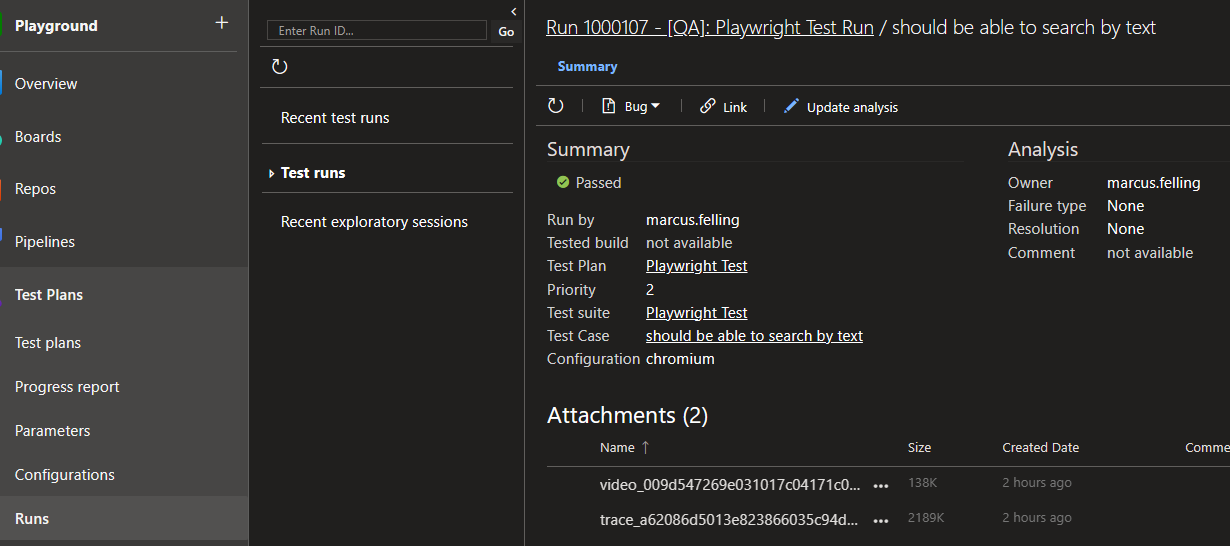 Playground +
Overview
Boards
Repos
Pipelines
Test Plans
Test plans
Progress report
Parameters
Configurations
Runs
Enter Run ID...
Go
Recent test runs
Test runs
Recent exploratory sessions
Run 1000107 - [QA]: Playwright Test Run / should be able to search by text
Summary
Bug
Link
Update analysis
Summary
Passed
Run by marcus.felling
Tested build not available
Test Plan Playwright Test
Priority 2
Test suite Playwright Test
Test Case should be able to search by text
Configuration chromium
Analysis
Owner marcus.felling
Failure type None
Resolution None
Comment not available
Attachments (2)
Name ↑ Size Created Date Comme
video_009d547269e031017c04171c0... ... 138K 2 hours ago
trace_a62086d5013e823866035c94d... ... 2189K 2 hours ago